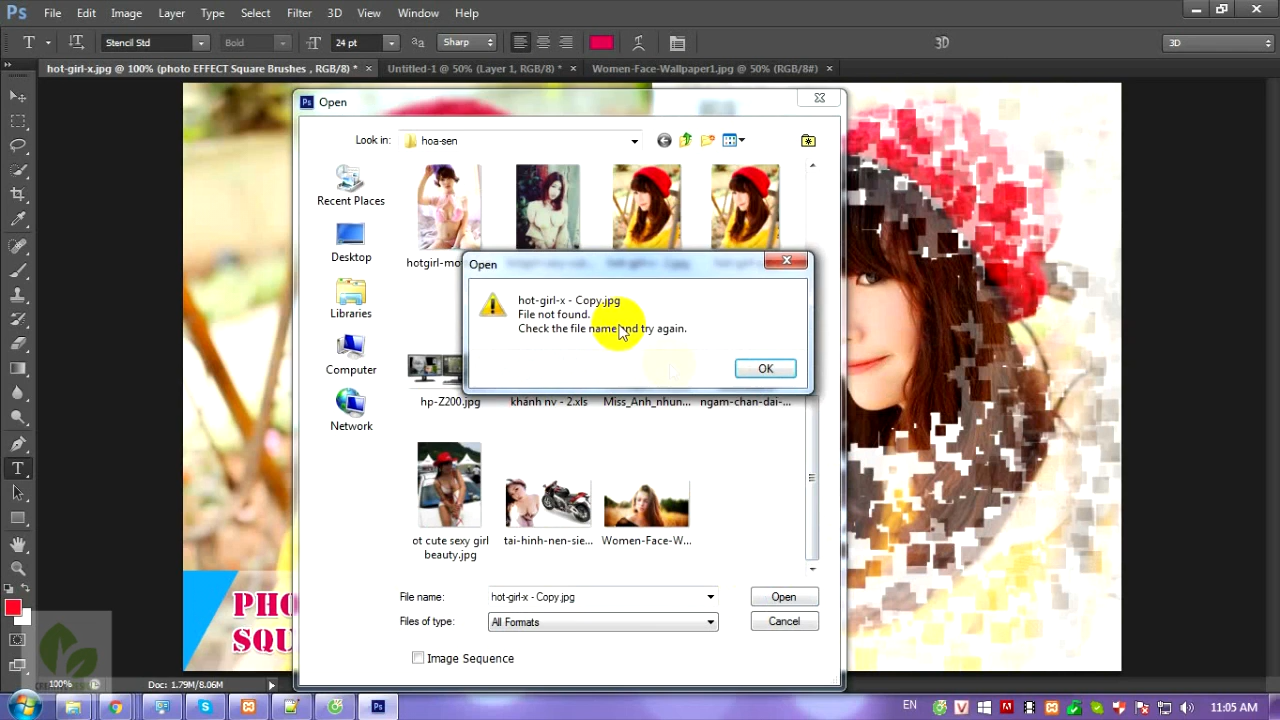 Ps File Edit Image Layer Type Select Filter 3D View Window Help
T Stencil Std Bold 24 pt Sharp 3D 3D
hot-girl-x.jpg @ 100% (photo EFFECT Square Brushes , RGB/8) * × Untitled-1 @ 50% (Layer 1, RGB/8) * × Women-Face-Wallpaper1.jpg @ 50% (RGB/8#) ×
Ps Open
Look in: hoa-sen
Recent Places
Desktop
Libraries
Computer
Network
Open
hot-girl-x - Copy.jpg
File not found.
Check the file name and try again.
OK
hp-Z200.jpg khánh nv - 2.xls Miss_Anh_nhun... ngam-chan-dai-...
ot cute sexy girl beauty.jpg
tai-hinh-nen-sie... Women-Face-W...
File name: hot-girl-x - Copy.jpg Open
Files of type: All Formats Cancel
Image Sequence
PHO
SQU
100% Doc: 1.79M/8.06M
EN 11:05 AM